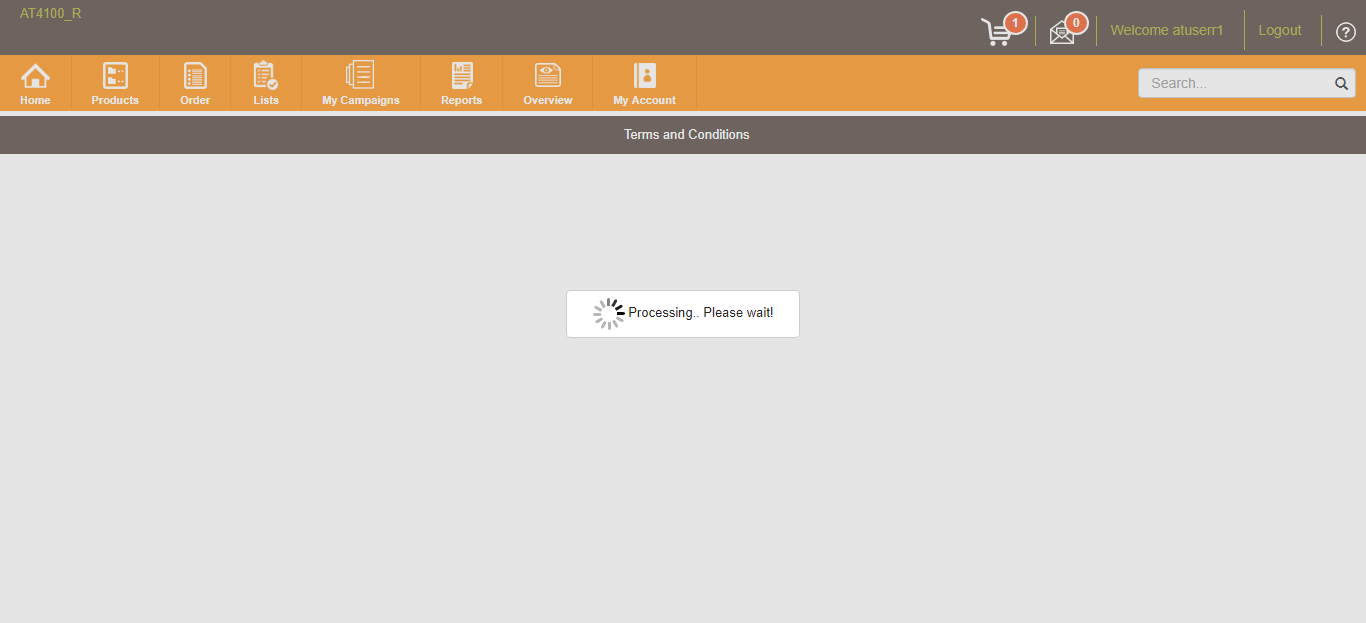 AT4100_R
1
0
Welcome atuserr1
Logout
?
Home
Products
Order
Lists
My Campaigns
Reports
Overview
My Account
Search...
Terms and Conditions
Processing.. Please wait!